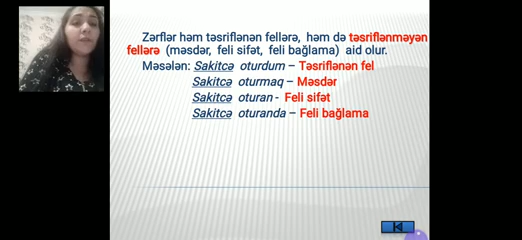 Zərflər həm təsriflənən fellərə, həm də təsriflənməyən
fellərə (məsdər, feli sifət, feli bağlama) aid olur.
Məsələn: Sakitcə oturdum – Təsriflənən fel
Sakitcə oturmaq – Məsdər
Sakitcə oturan - Feli sifət
Sakitcə oturanda – Feli bağlama